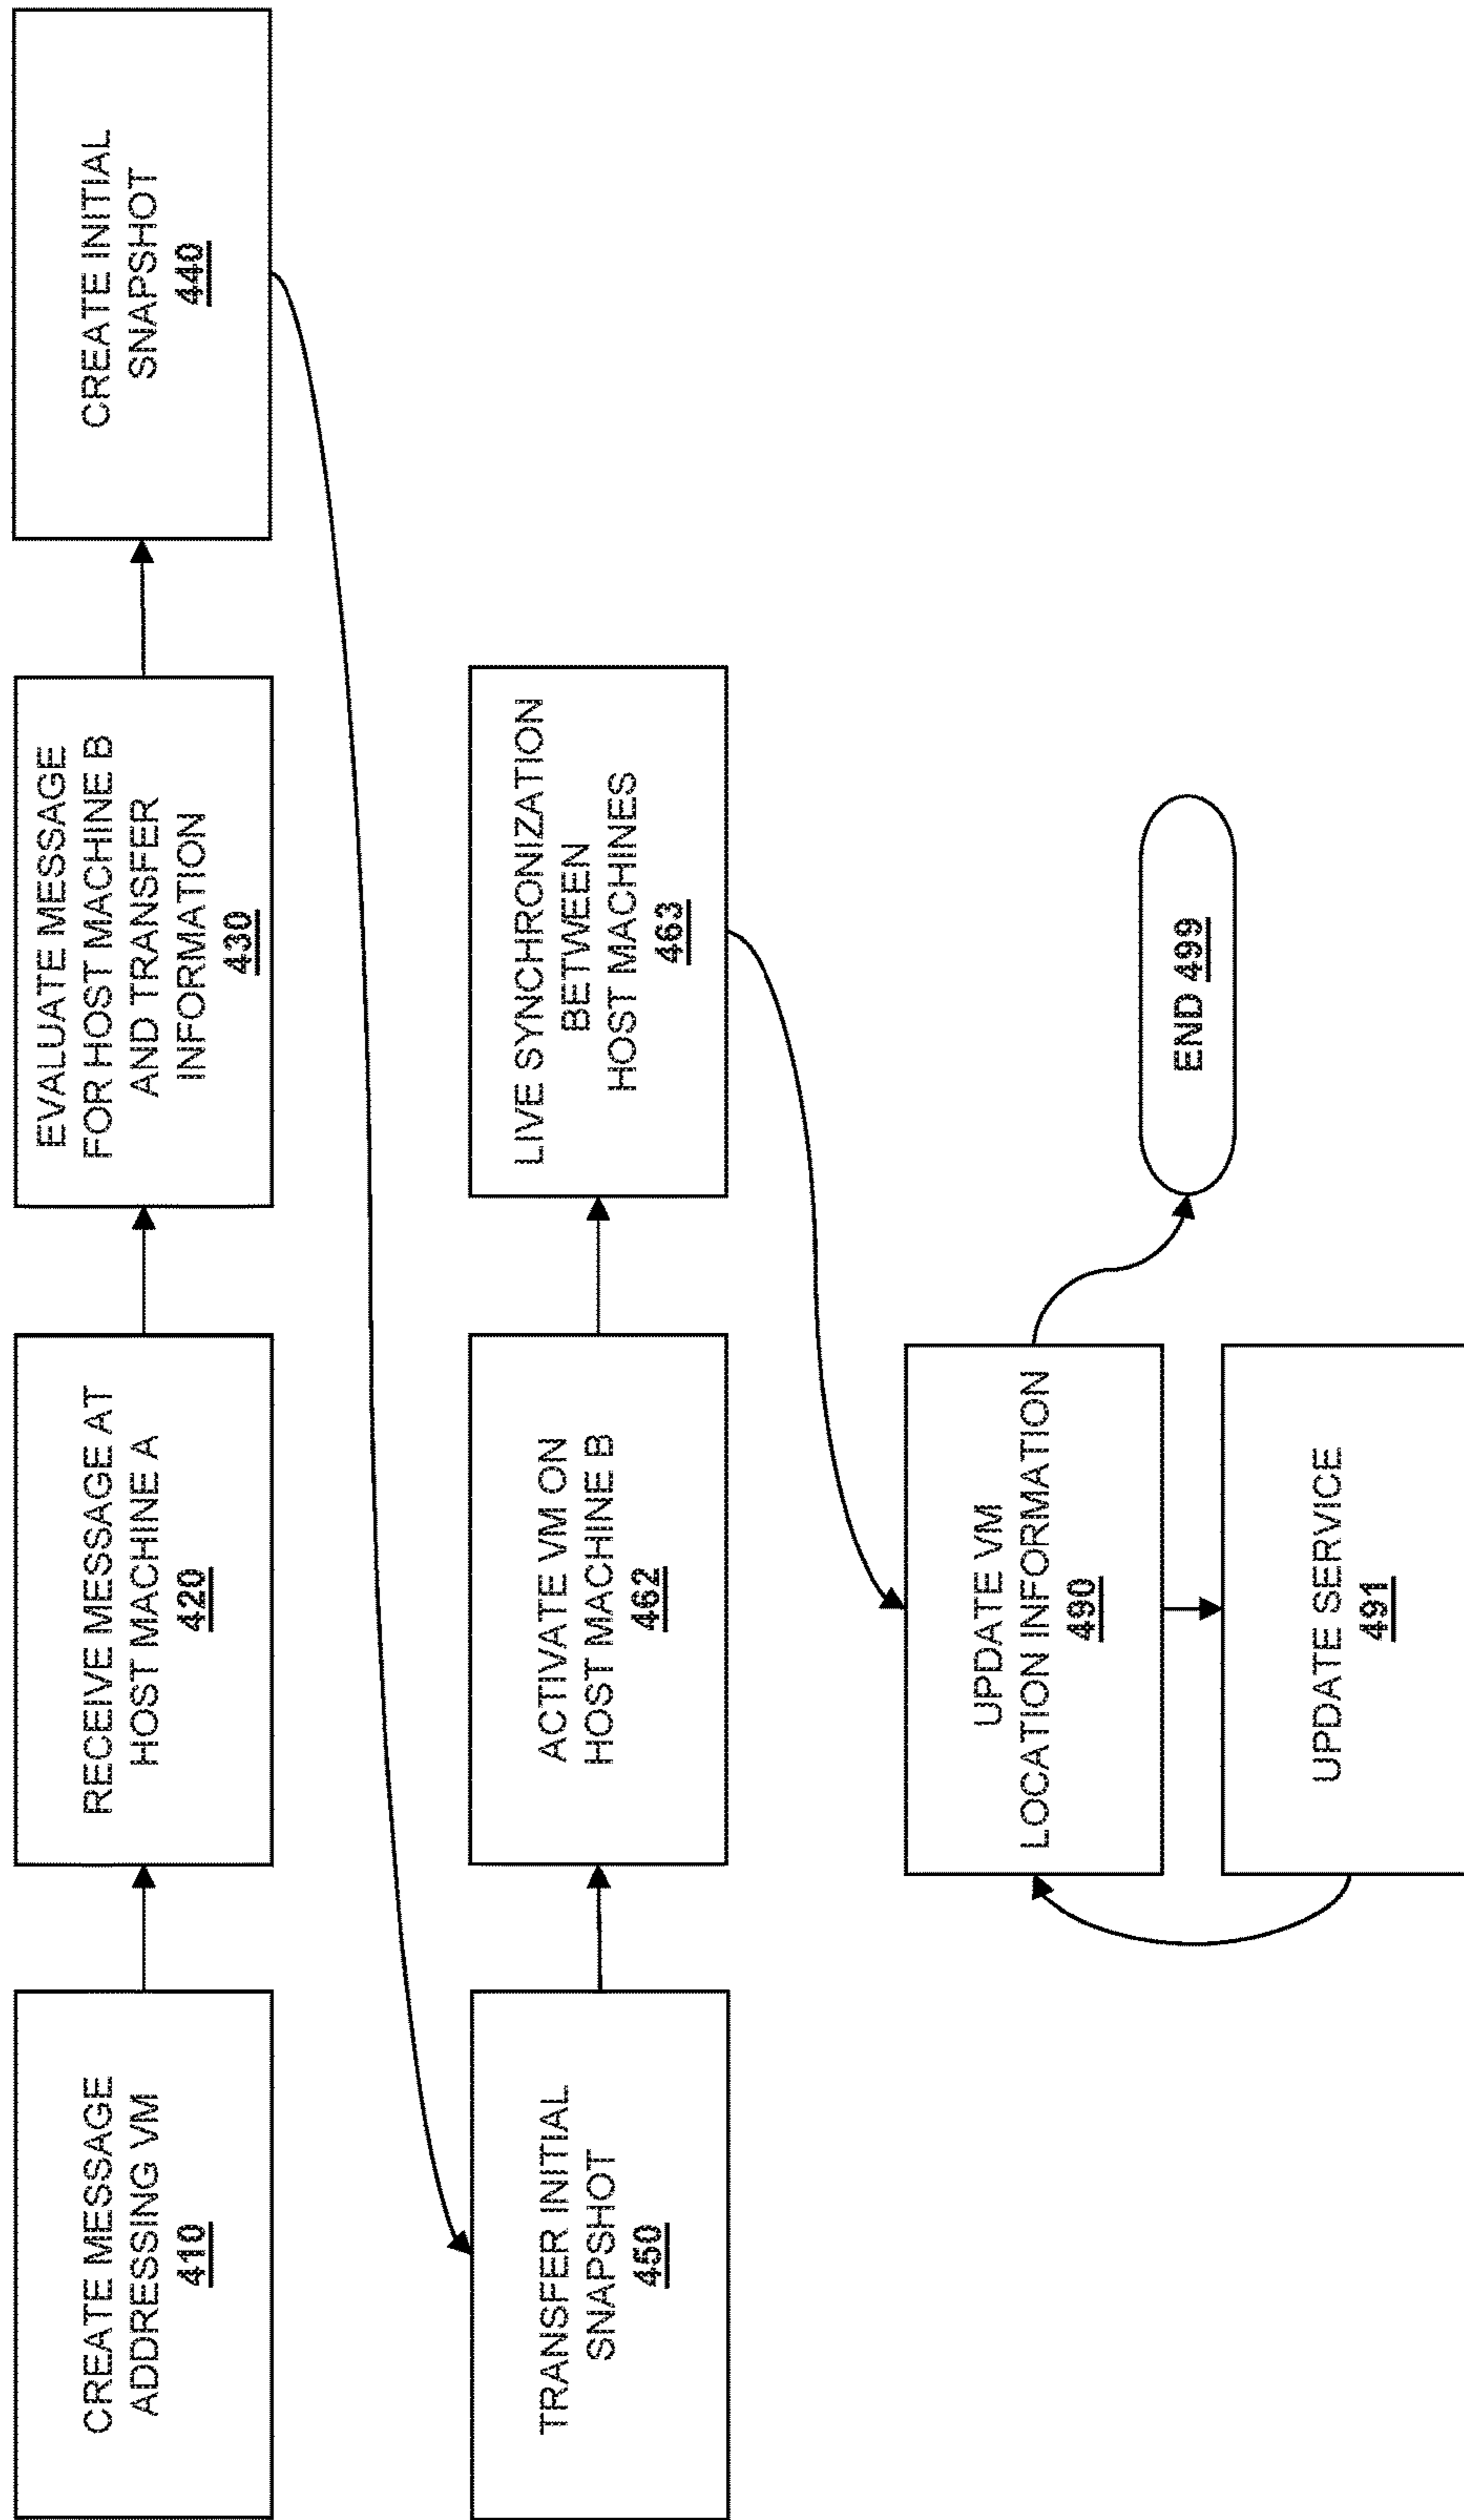 CREATE MESSAGE
ADDRESSING VM
410
RECEIVE MESSAGE AT
HOST MACHINE A
420
EVALUATE MESSAGE
FOR HOST MACHINE B
AND TRANSFER
INFORMATION
430
CREATE INITIAL
SNAPSHOT
440
TRANSFER INITIAL
SNAPSHOT
450
ACTIVATE VM ON
HOST MACHINE B
462
LIVE SYNCHRONIZATION
BETWEEN
HOST MACHINES
463
UPDATE VM
LOCATION INFORMATION
490
END 499
UPDATE SERVICE
491